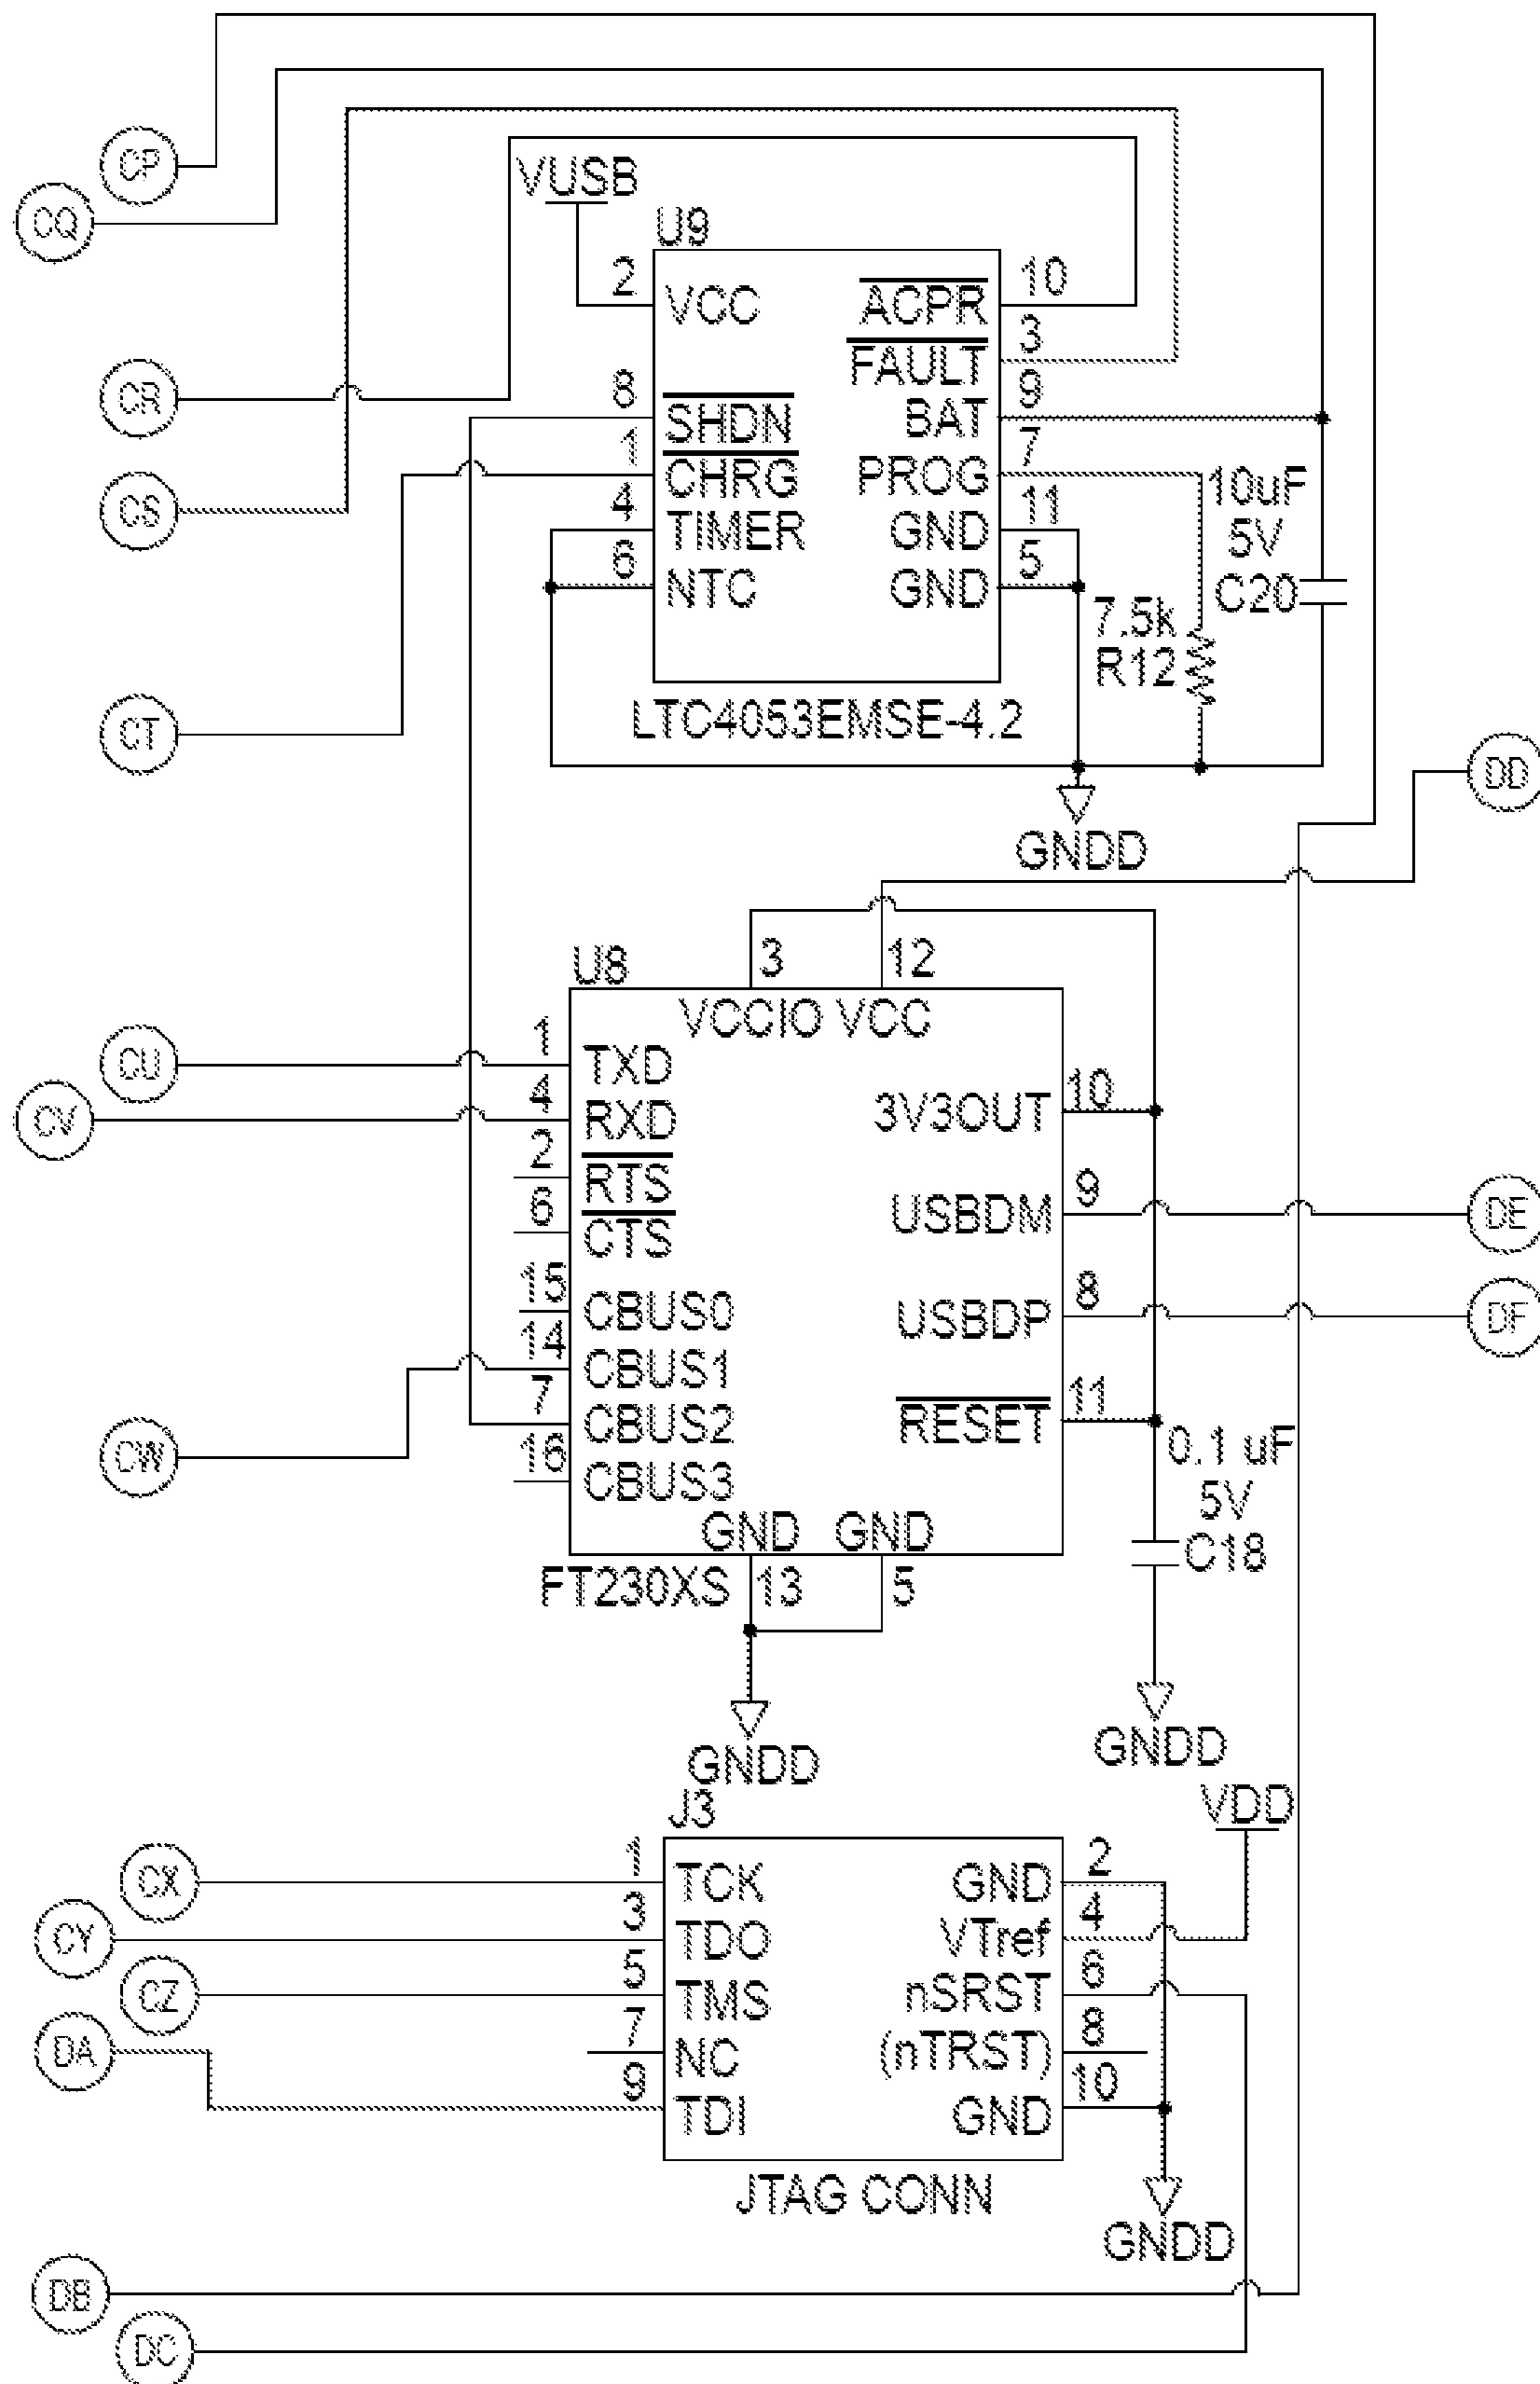 CP
CQ
VUSB
U9
2
VCC
ACPR
10
3
FAULT
CR
8
SHDN
BAT
9
1
CHRG
PROG
7
10uF
5V
C20
CS
4
TIMER
GND
11
6
NTC
GND
5
7.5k
R12
LTC4053EMSE-4.2
CT
DD
GNDD
U8
3
12
VCCIO VCC
CU
1
TXD
3V3OUT
10
CV
4
RXD
2
RTS
USBDM
9
DE
6
CTS
15
CBUS0
USBDP
8
DF
14
CBUS1
7
CBUS2
RESET
11
CW
16
CBUS3
0.1 uF
5V
C18
GND GND
FT230XS
13
5
GNDD
GNDD
J3
VDD
CX
1
TCK
GND
2
CY
3
TDO
VTref
4
CZ
5
TMS
nSRST
6
DA
7
NC
(nTRST)
8
9
TDI
GND
10
JTAG CONN
GNDD
DB
DC